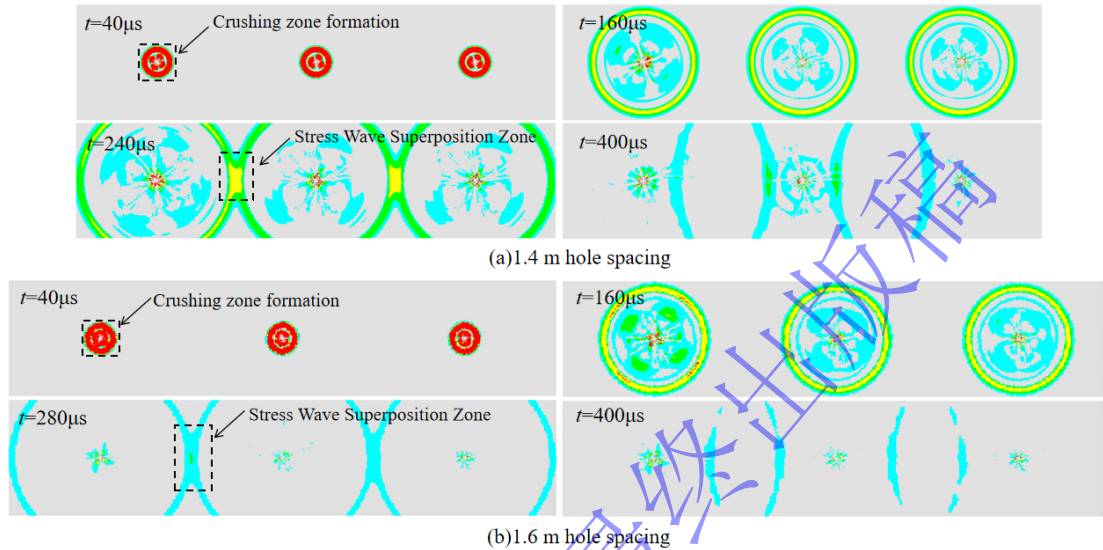 t=40μs
Crushing zone formation
t=160μs
t=240μs
Stress Wave Superposition Zone
t=400μs
(a)1.4 m hole spacing
t=40μs
Crushing zone formation
t=160μs
t=280μs
Stress Wave Superposition Zone
t=400μs
(b)1.6 m hole spacing